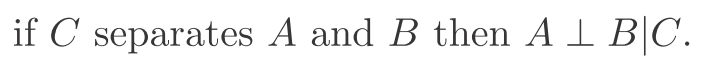 if C separates A and B then A ⊥ B|C.